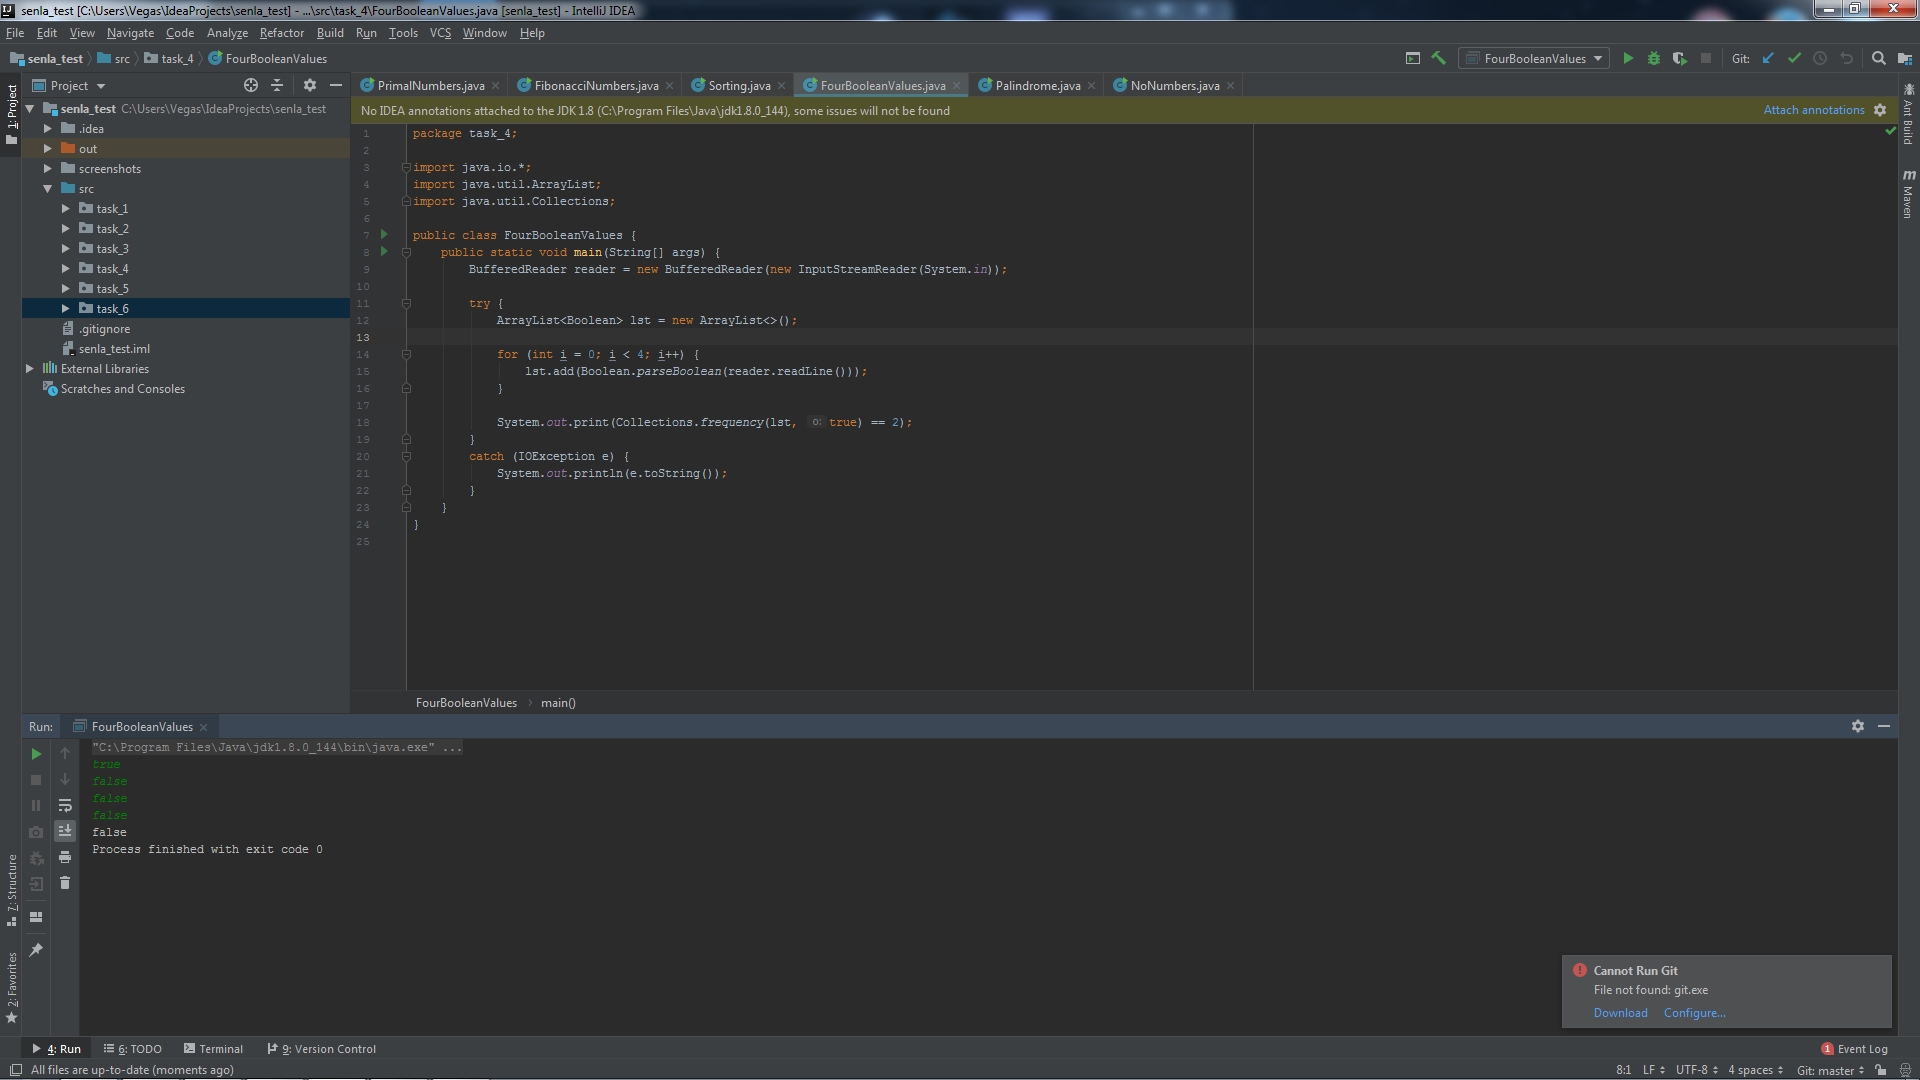 senla_test [C:\Users\Vegas\IdeaProjects\senla_test] - ...\src\task_4\FourBooleanValues.java [senla_test] - IntelliJ IDEA
File Edit View Navigate Code Analyze Refactor Build Run Tools VCS Window Help
senla_test src task_4 FourBooleanValues
FourBooleanValues Git:
Project
PrimalNumbers.java FibonacciNumbers.java Sorting.java FourBooleanValues.java Palindrome.java NoNumbers.java
1: Project
senla_test C:\Users\Vegas\IdeaProjects\senla_test
.idea
out
screenshots
src
task_1
task_2
task_3
task_4
task_5
task_6
.gitignore
senla_test.iml
External Libraries
Scratches and Consoles
No IDEA annotations attached to the JDK 1.8 (C:\Program Files\Java\jdk1.8.0_144), some issues will not be found
Attach annotations
Ant Build
Maven
1 package task_4;
2
3 import java.io.*;
4 import java.util.ArrayList;
5 import java.util.Collections;
6
7 public class FourBooleanValues {
8 public static void main(String[] args) {
9 BufferedReader reader = new BufferedReader(new InputStreamReader(System.in));
10
11 try {
12 ArrayList<Boolean> lst = new ArrayList<>();
13
14 for (int i = 0; i < 4; i++) {
15 lst.add(Boolean.parseBoolean(reader.readLine()));
16 }
17
18 System.out.print(Collections.frequency(lst, o: true) == 2);
19 }
20 catch (IOException e) {
21 System.out.println(e.toString());
22 }
23 }
24 }
25
FourBooleanValues main()
Run: FourBooleanValues
"C:\Program Files\Java\jdk1.8.0_144\bin\java.exe" ...
true
false
false
false
false
Process finished with exit code 0
7: Structure
2: Favorites
Cannot Run Git
File not found: git.exe
Download Configure...
4: Run 6: TODO Terminal 9: Version Control
1 Event Log
All files are up-to-date (moments ago)
8:1 LF UTF-8 4 spaces Git: master